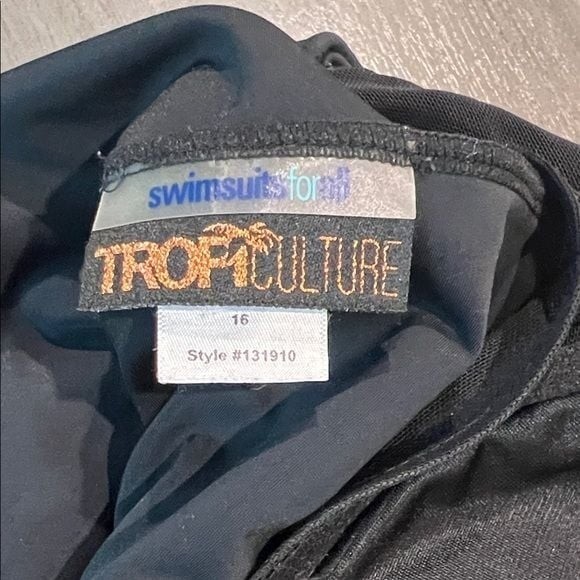 swimsuitsforall
TROPICULTURE
16
Style #131910